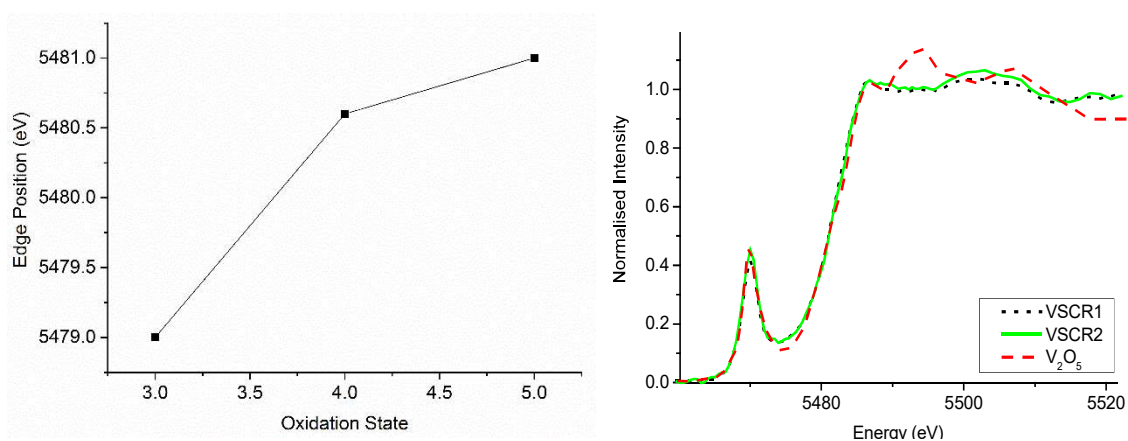 5481.0
5480.5
5480.0
5479.5
5479.0
Edge Position (eV)
3.0 3.5 4.0 4.5 5.0
Oxidation State
1.0
0.8
0.6
0.4
0.2
0.0
Normalised Intensity
VSCR1
VSCR2
V₂O₅
5480 5500 5520
Energy (eV)